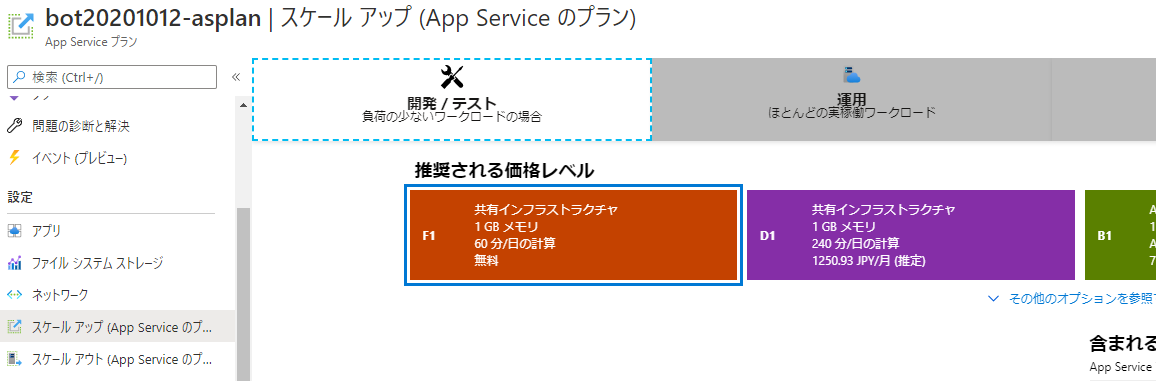 bot20201012-asplan | スケール アップ (App Service のプラン)
App Service プラン
検索 (Ctrl+/)
«
問題の診断と解決
イベント (プレビュー)
設定
アプリ
ファイル システム ストレージ
ネットワーク
スケール アップ (App Service のプ...
スケール アウト (App Service のプ...
開発 / テスト
負荷の少ないワークロードの場合
運用
ほとんどの実稼働ワークロード
推奨される価格レベル
F1
共有インフラストラクチャ
1 GB メモリ
60 分/日の計算
無料
D1
共有インフラストラクチャ
1 GB メモリ
240 分/日の計算
1250.93 JPY/月 (推定)
B1
A
1
A
7
その他のオプションを参照
含まれる
App Service